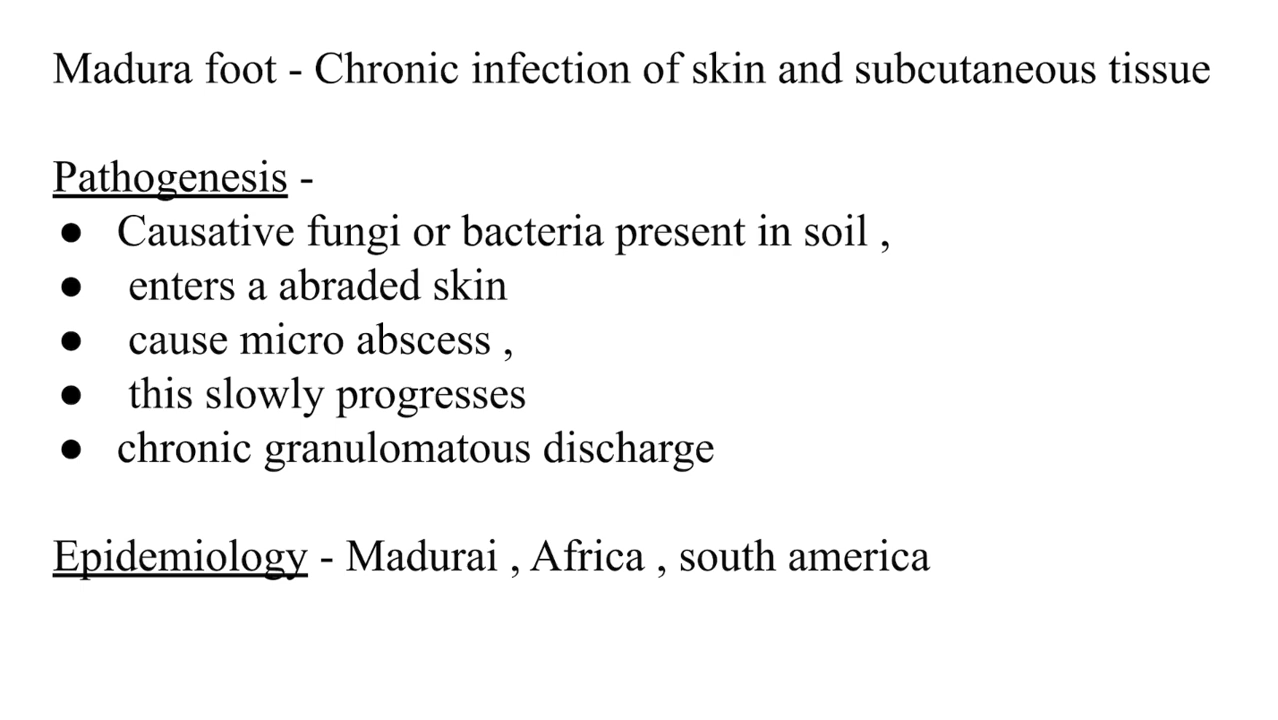 Madura foot - Chronic infection of skin and subcutaneous tissue
Pathogenesis -
● Causative fungi or bacteria present in soil ,
● enters a abraded skin
● cause micro abscess ,
● this slowly progresses
● chronic granulomatous discharge
Epidemiology - Madurai , Africa , south america